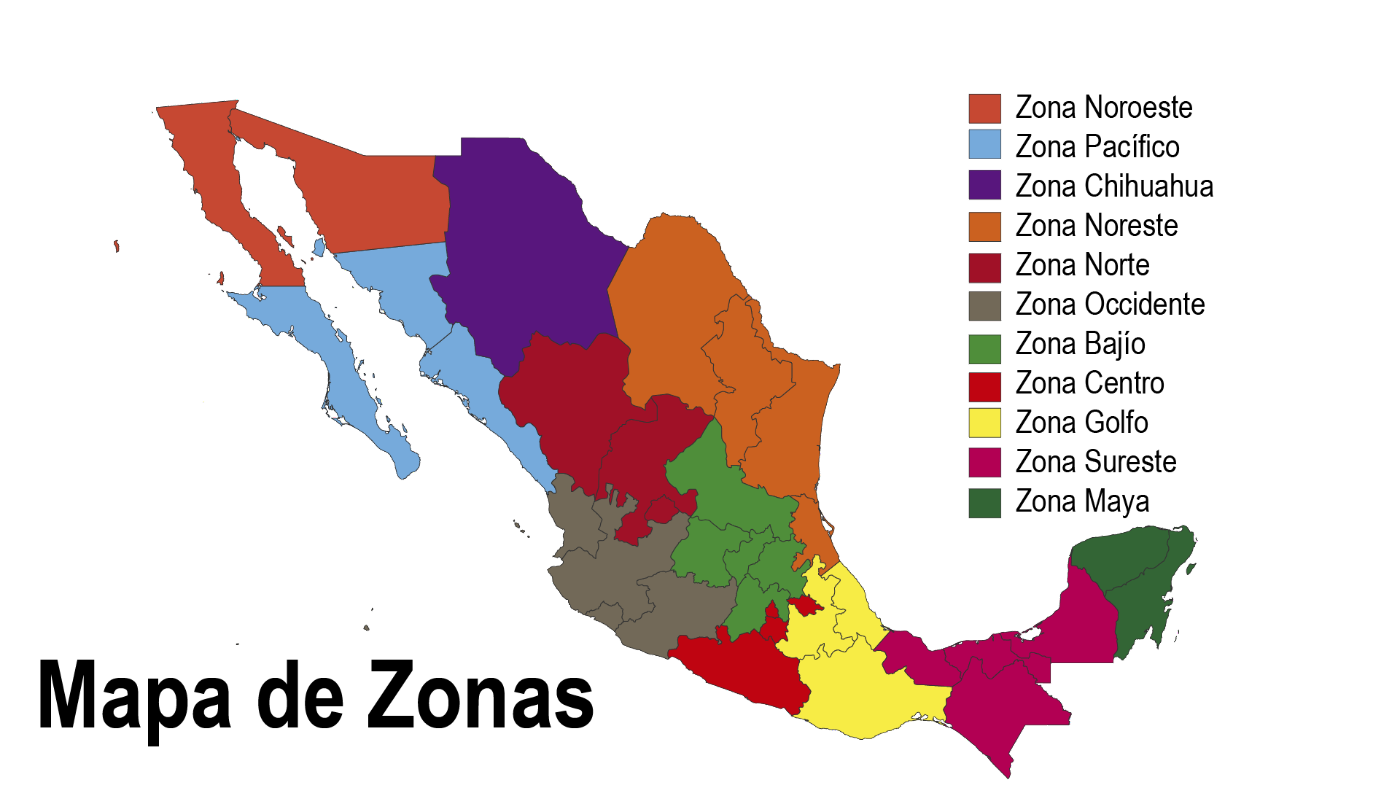 Zona Noroeste
Zona Pacífico
Zona Chihuahua
Zona Noreste
Zona Norte
Zona Occidente
Zona Bajío
Zona Centro
Zona Golfo
Zona Sureste
Zona Maya
Mapa de Zonas